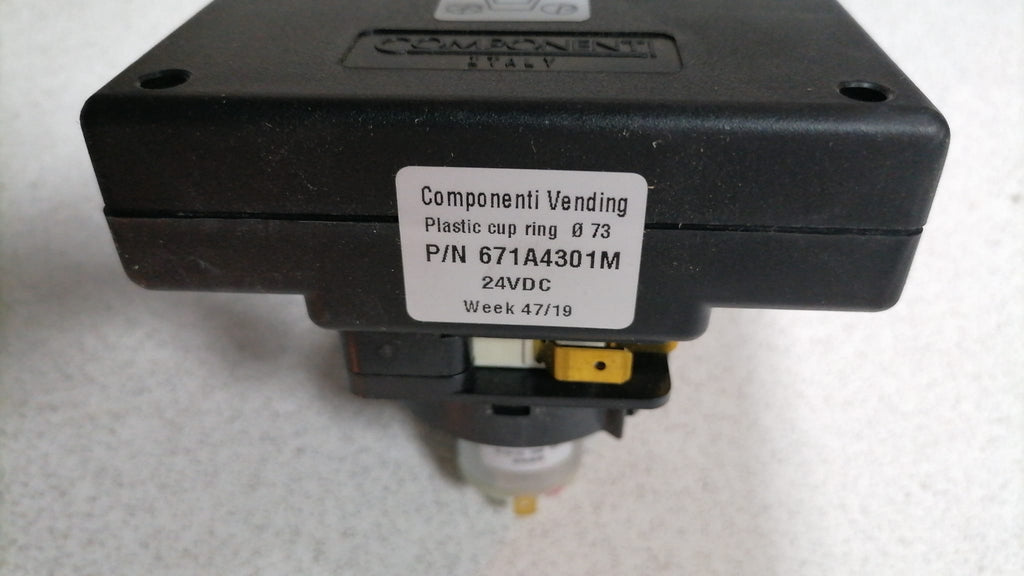 COMPONENTI
ITALY
Componenti Vending
Plastic cup ring Ø 73
P/N 671A4301M
24VDC
Week 47/19